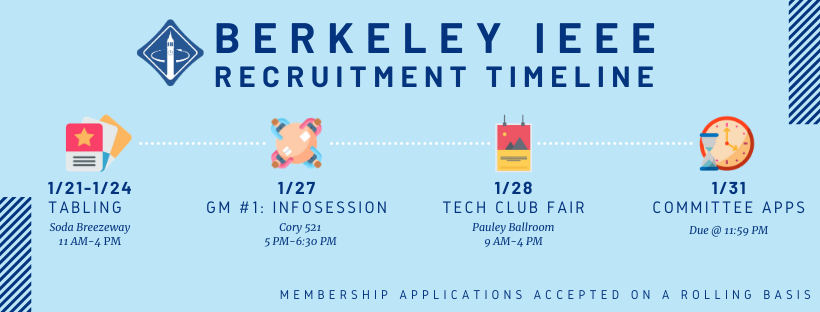 BERKELEY IEEE
RECRUITMENT TIMELINE
1/21-1/24
TABLING
Soda Breezeway
11 AM-4 PM
1/27
GM #1: INFOSESSION
Cory 521
5 PM-6:30 PM
1/28
TECH CLUB FAIR
Pauley Ballroom
9 AM-4 PM
1/31
COMMITTEE APPS
Due @ 11:59 PM
MEMBERSHIP APPLICATIONS ACCEPTED ON A ROLLING BASIS